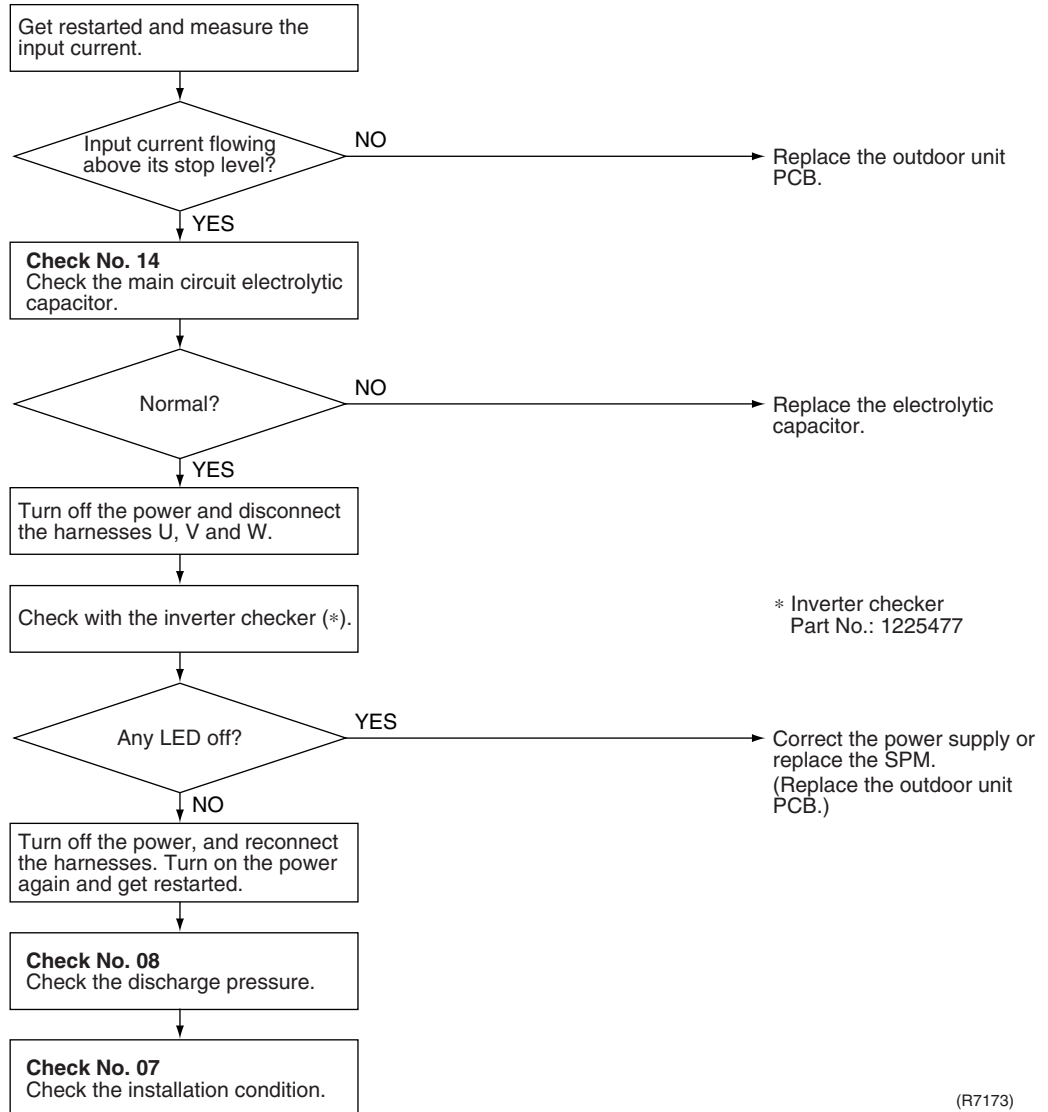 Get restarted and measure the
input current.
Input current flowing
above its stop level?
NO
Replace the outdoor unit
PCB.
YES
Check No. 14
Check the main circuit electrolytic
capacitor.
Normal?
NO
Replace the electrolytic
capacitor.
YES
Turn off the power and disconnect
the harnesses U, V and W.
Check with the inverter checker (*).
* Inverter checker
Part No.: 1225477
Any LED off?
YES
Correct the power supply or
replace the SPM.
(Replace the outdoor unit
PCB.)
NO
Turn off the power, and reconnect
the harnesses. Turn on the power
again and get restarted.
Check No. 08
Check the discharge pressure.
Check No. 07
Check the installation condition.
(R7173)